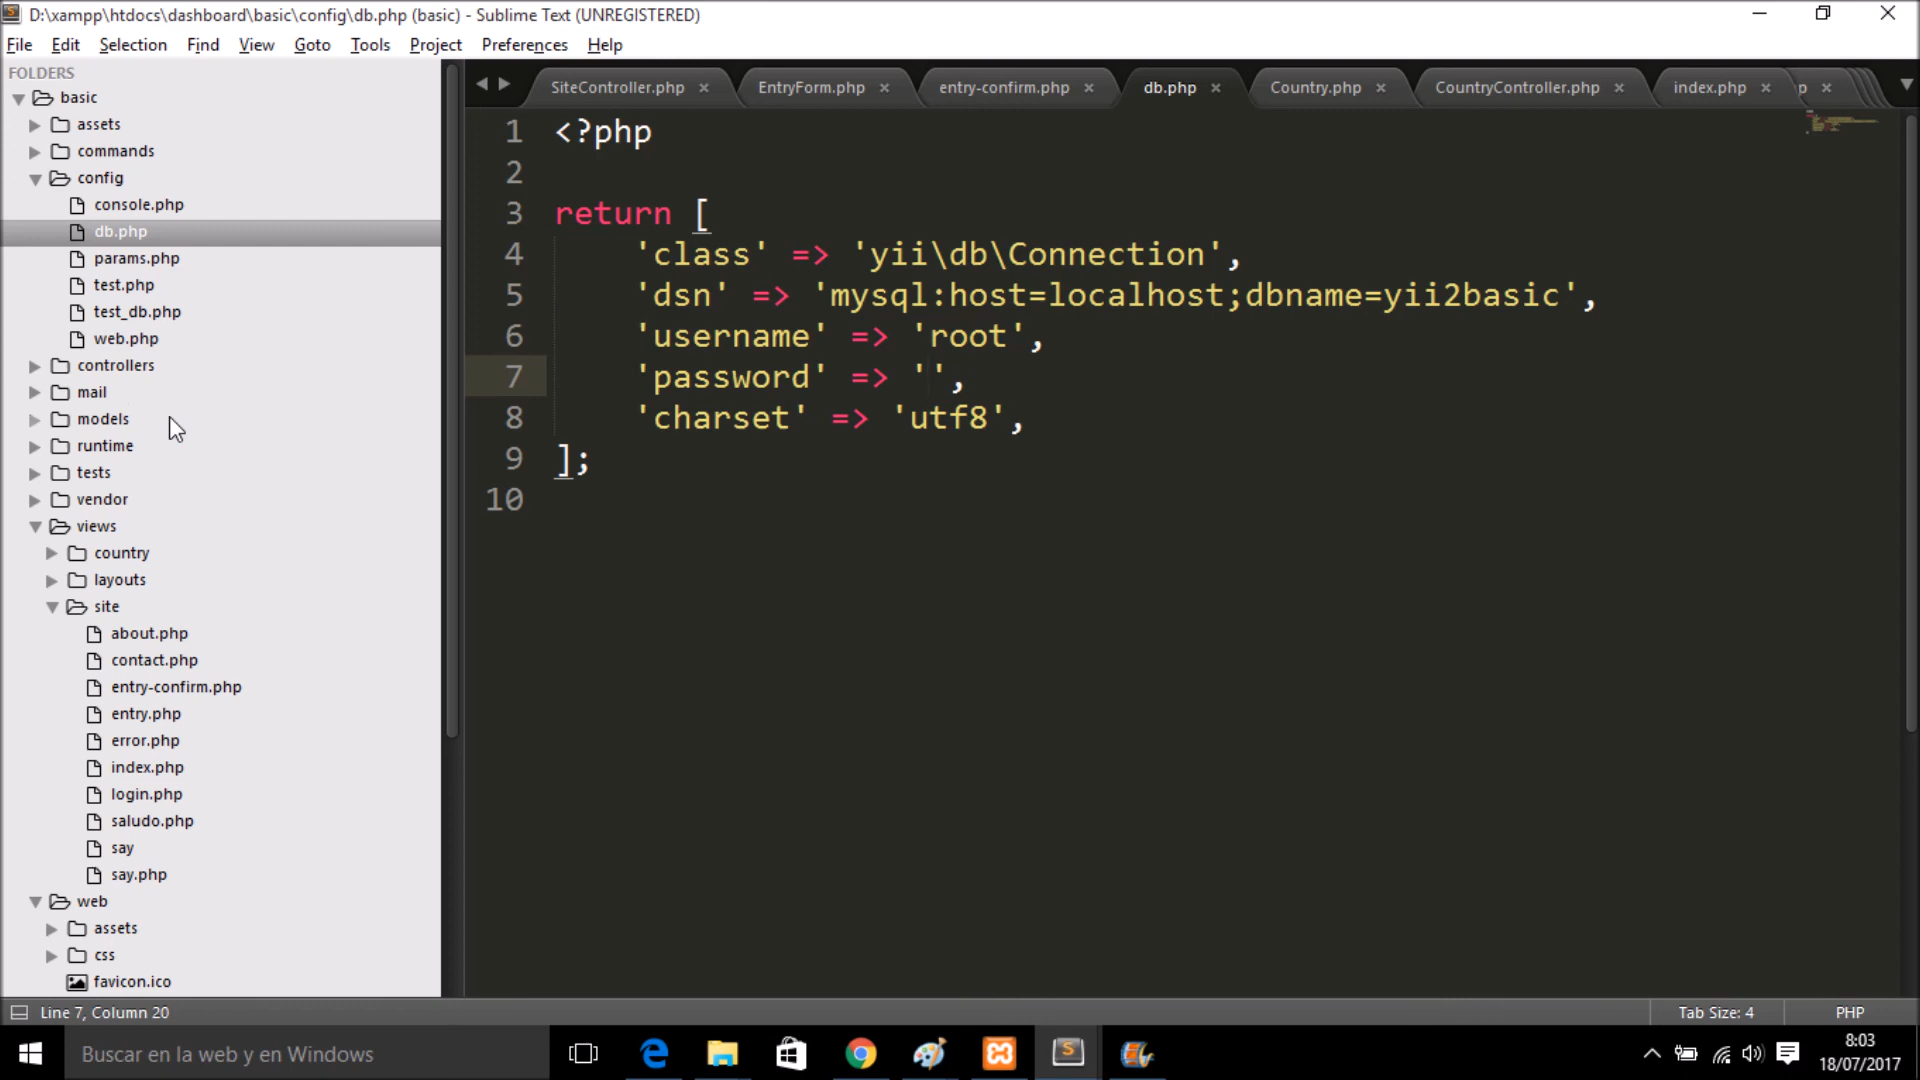 D:\xampp\htdocs\dashboard\basic\config\db.php (basic) - Sublime Text (UNREGISTERED)
File Edit Selection Find View Goto Tools Project Preferences Help
FOLDERS
basic
assets
commands
config
console.php
db.php
params.php
test.php
test_db.php
web.php
controllers
mail
models
runtime
tests
vendor
views
country
layouts
site
about.php
contact.php
entry-confirm.php
entry.php
error.php
index.php
login.php
saludo.php
say
say.php
web
assets
css
favicon.ico
SiteController.php × EntryForm.php × entry-confirm.php × db.php × Country.php × CountryController.php × index.php × p ×
1 <?php
2
3 return [
4 'class' => 'yii\db\Connection',
5 'dsn' => 'mysql:host=localhost;dbname=yii2basic',
6 'username' => 'root',
7 'password' => '',
8 'charset' => 'utf8',
9 ];
10
Line 7, Column 20 Tab Size: 4 PHP
Buscar en la web y en Windows
8:03
18/07/2017